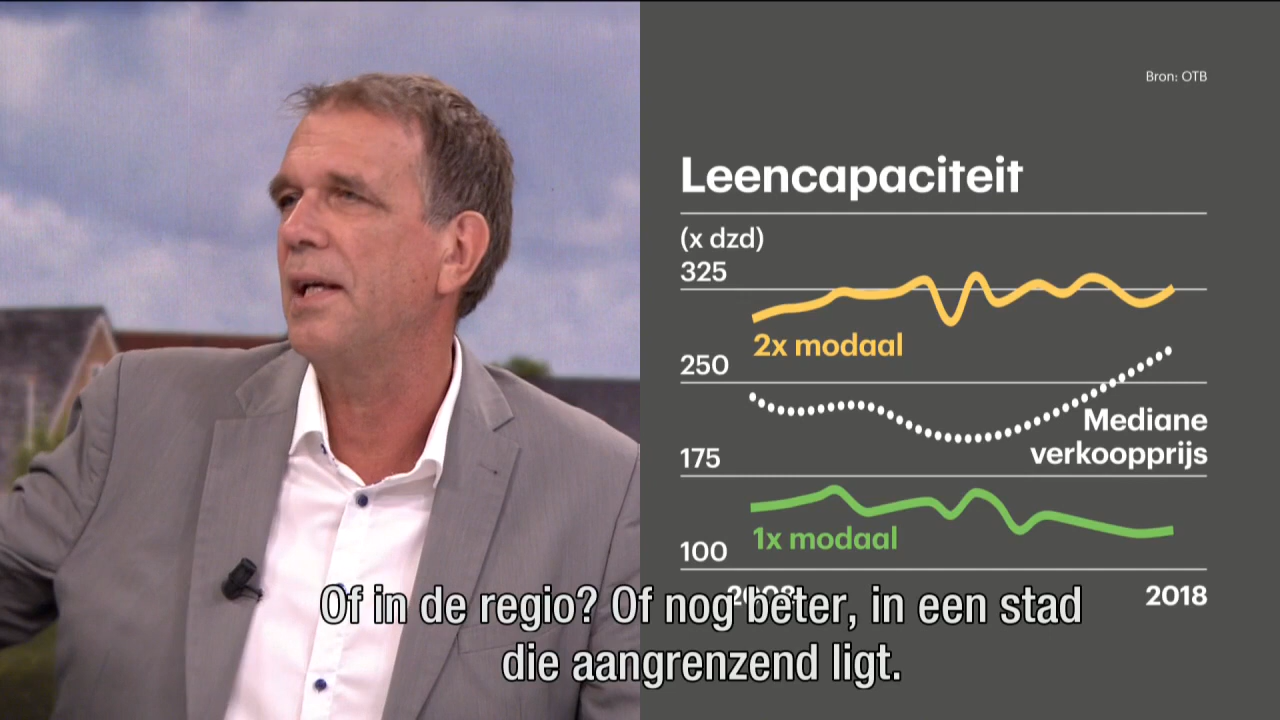 Bron: OTB
Leencapaciteit
(x dzd)
325
2x modaal
250
Mediane
verkoopprijs
175
1x modaal
100
2018
Of in de regio? Of nog beter, in een stad
die aangrenzend ligt.